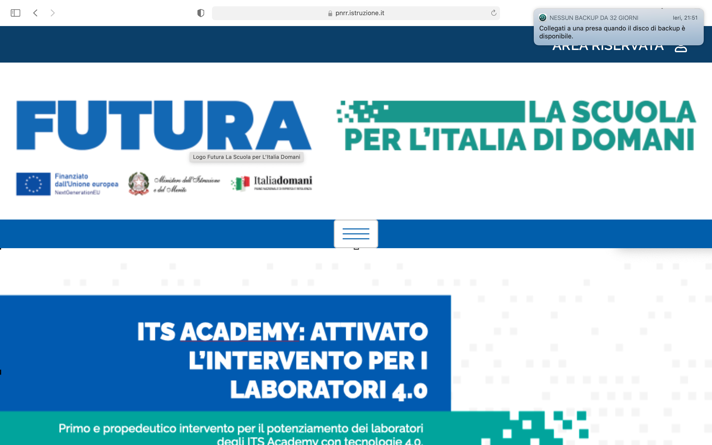 pnrr.istruzione.it
NESSUN BACKUP DA 32 GIORNI
Ieri, 21:51
Collegati a una presa quando il disco di backup è
disponibile.
AREA RISERVATA
FUTURA
LA SCUOLA
PER L'ITALIA DI DOMANI
Logo Futura La Scuola per L'Italia Domani
Finanziato
dall'Unione europea
NextGenerationEU
Ministero dell'Istruzione
e del Merito
Italiadomani
ITS ACADEMY: ATTIVATO
L'INTERVENTO PER I
LABORATORI 4.0
Primo e propedeutico intervento per il potenziamento dei laboratori
degli ITS Academy con tecnologie 4.0.